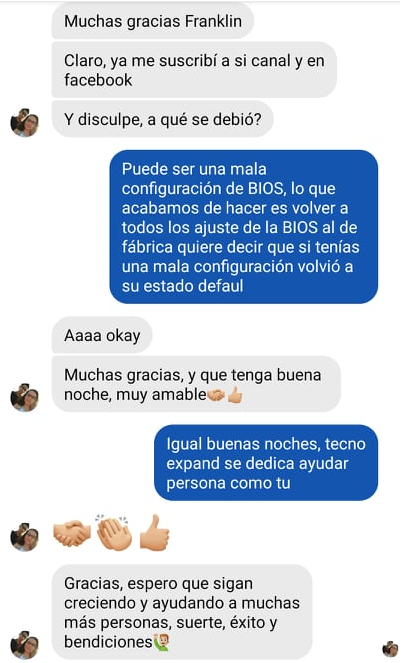 Muchas gracias Franklin
Claro, ya me suscribí a si canal y en
facebook
Y disculpe, a qué se debió?
Puede ser una mala
configuración de BIOS, lo que
acabamos de hacer es volver a
todos los ajuste de la BIOS al de
fábrica quiere decir que si tenías
una mala configuración volvió a
su estado defaul
Aaaa okay
Muchas gracias, y que tenga buena
noche, muy amable🤝🏼👍🏼
Igual buenas noches, tecno
expand se dedica ayudar
persona como tu
🤝🏼👏🏼👍🏼
Gracias, espero que sigan
creciendo y ayudando a muchas
más personas, suerte, éxito y
bendiciones🙋🏼‍♂️